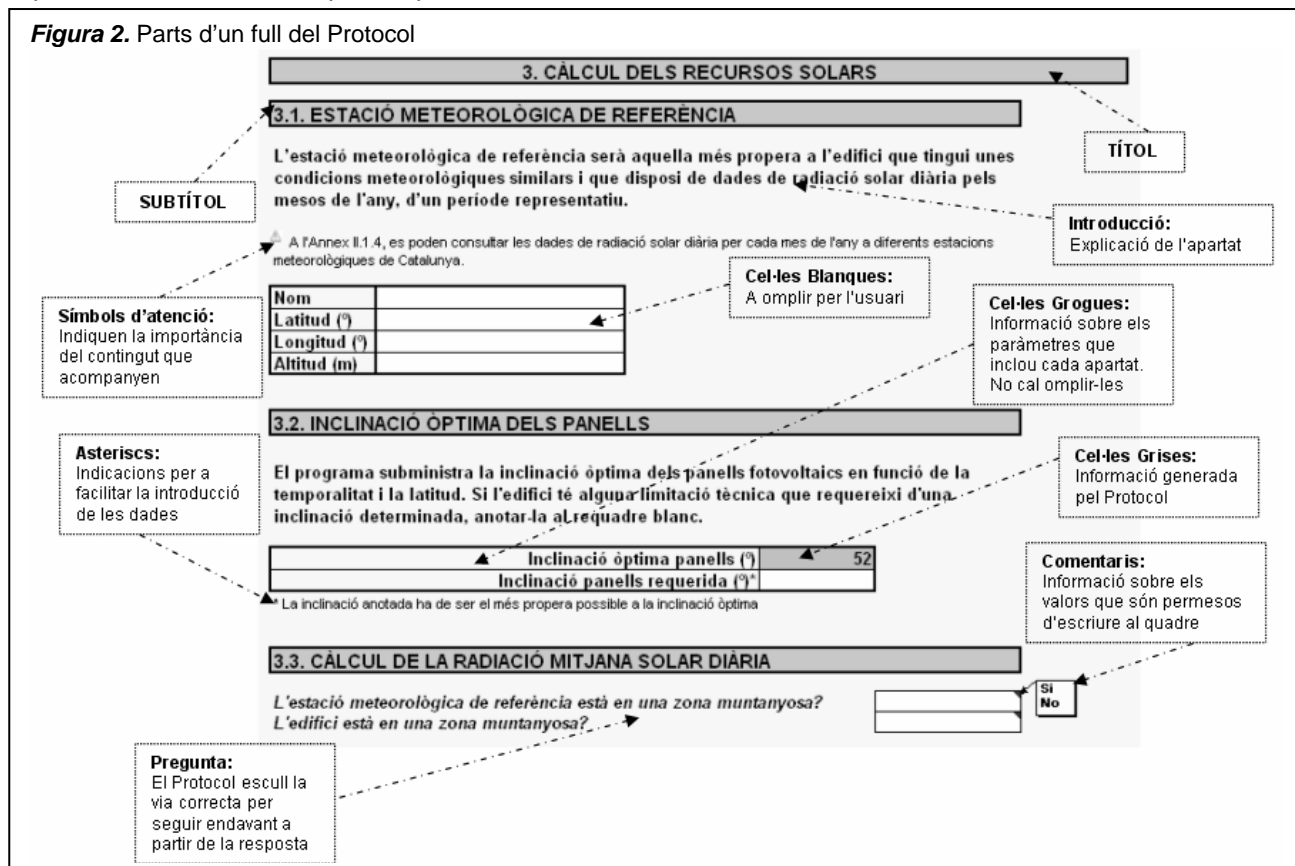 Figura 2. Parts d'un full del Protocol
3. CÀLCUL DELS RECURSOS SOLARS
3.1. ESTACIÓ METEOROLÒGICA DE REFERÈNCIA
L'estació meteorològica de referència serà aquella més propera a l'edifici que tingui unes
condicions meteorològiques similars i que disposi de dades de radiació solar diària pels
mesos de l'any, d'un període representatiu.
TÍTOL
SUBTÍTOL
Introducció:
Explicació de l'apartat
A l'Annex II.1.4, es poden consultar les dades de radiació solar diària per cada mes de l'any a diferents estacions
meteorològiques de Catalunya.
Cel·les Blanques:
A omplir per l'usuari
Nom
Latitud (º)
Longitud (º)
Altitud (m)
Símbols d'atenció:
Indiquen la importància
del contingut que
acompanyen
Cel·les Grogues:
Informació sobre els
paràmetres que
inclou cada apartat.
No cal omplir-les
3.2. INCLINACIÓ ÒPTIMA DELS PANELLS
Asteriscs:
Indicacions per a
facilitar la introducció
de les dades
El programa subministra la inclinació òptima dels panells fotovoltaics en funció de la
temporalitat i la latitud. Si l'edifici té alguna limitació tècnica que requereixi d'una
inclinació determinada, anotar-la al requadre blanc.
Cel·les Grises:
Informació generada
pel Protocol
Inclinació òptima panells (º) 52
Inclinació panells requerida (º)*
* La inclinació anotada ha de ser el més propera possible a la inclinació òptima
Comentaris:
Informació sobre els
valors que són permesos
d'escriure al quadre
3.3. CÀLCUL DE LA RADIACIÓ MITJANA SOLAR DIÀRIA
L'estació meteorològica de referència està en una zona muntanyosa?
L'edifici està en una zona muntanyosa?
Si
No
Pregunta:
El Protocol escull la
via correcta per
seguir endavant a
partir de la resposta